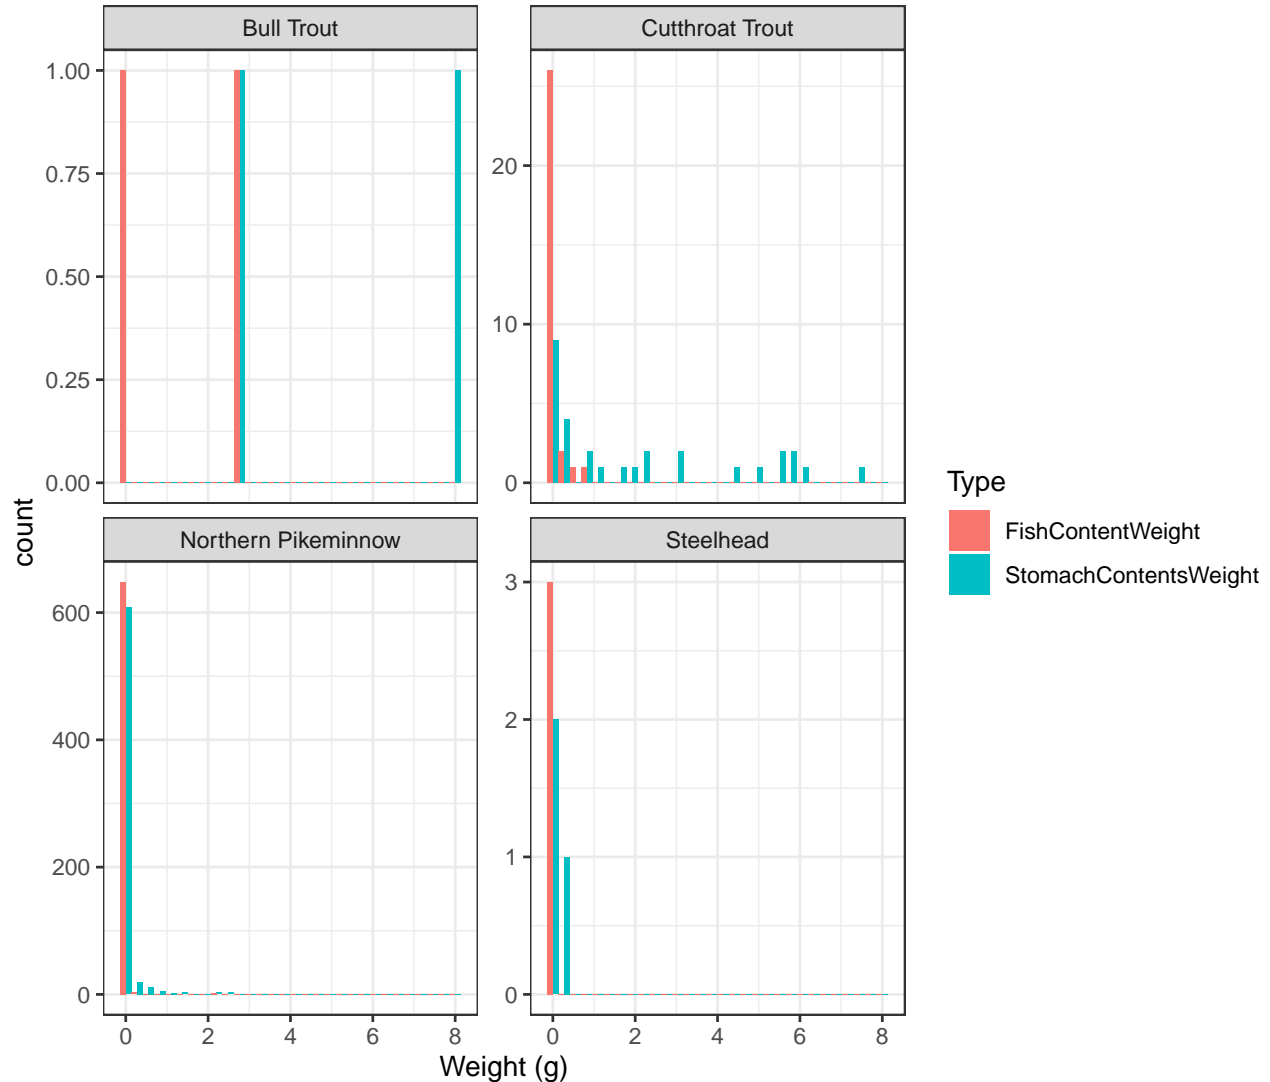 Bull Trout
Cutthroat Trout
1.00
0.75
0.50
0.25
0.00
20
10
0
count
Northern Pikeminnow
Steelhead
600
400
200
0
3
2
1
0
0 2 4 6 8
0 2 4 6 8
Weight (g)
Type
FishContentWeight
StomachContentsWeight